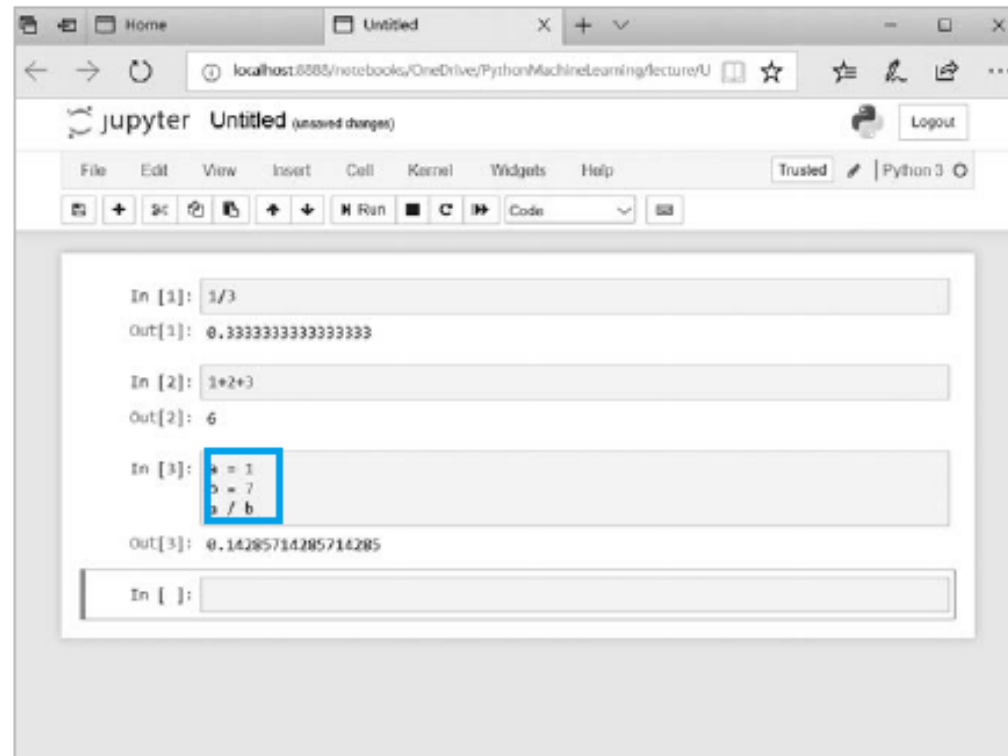 Home
Untitled
localhost:8888/notebooks/OneDrive/PythonMachineLearning/lecture/U
jupyter Untitled (unsaved changes)
Logout
File Edit View Insert Cell Kernel Widgets Help
Trusted
Python 3
Run
Code
In [1]: 1/3
Out[1]: 0.3333333333333333
In [2]: 1+2+3
Out[2]: 6
In [3]: a = 1
b = 7
a / b
Out[3]: 0.14285714285714285
In [ ]: